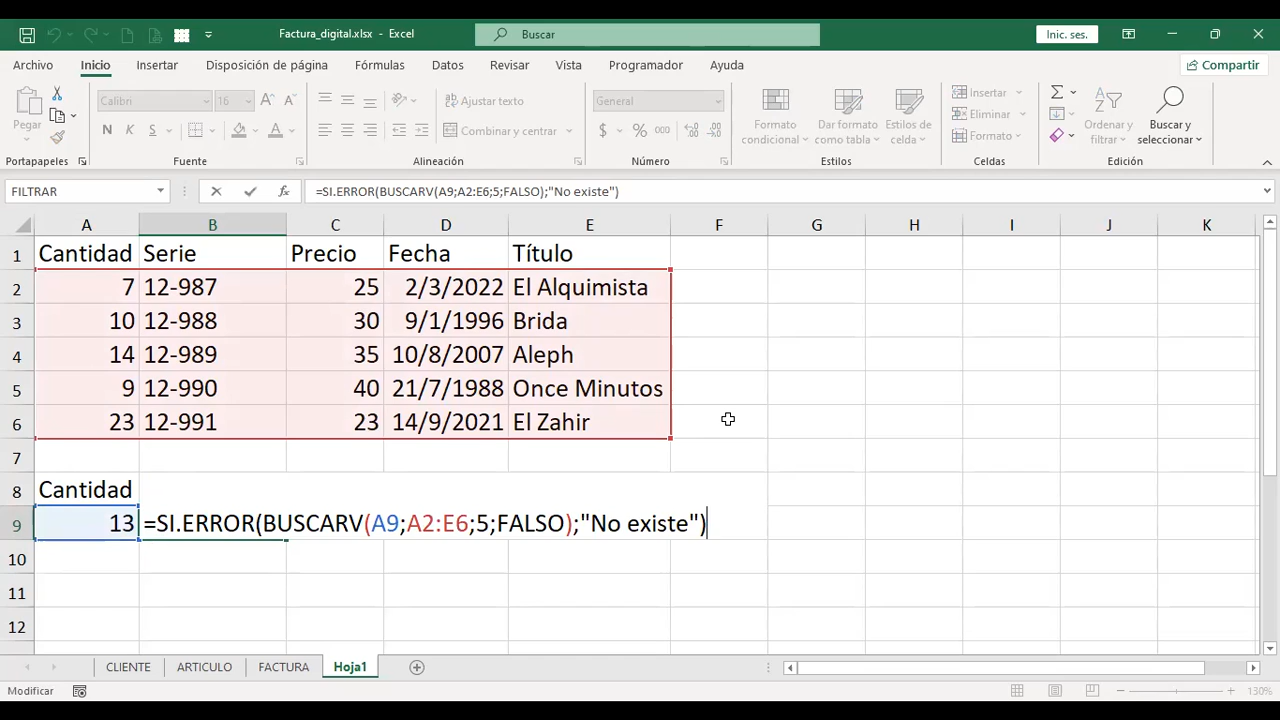 Factura_digital.xlsx - Excel
Buscar
Inic. ses.
Archivo Inicio Insertar Disposición de página Fórmulas Datos Revisar Vista Programador Ayuda Compartir
Pegar
Calibri 16
N K S
Ajustar texto
Combinar y centrar
General
$ % 000
Formato condicional
Dar formato como tabla
Estilos de celda
Insertar
Eliminar
Formato
Ordenar y filtrar
Buscar y seleccionar
Portapapeles Fuente Alineación Número Estilos Celdas Edición
FILTRAR =SI.ERROR(BUSCARV(A9;A2:E6;5;FALSO);"No existe")
A B C D E F G H I J K
1 Cantidad Serie Precio Fecha Título
2 7 12-987 25 2/3/2022 El Alquimista
3 10 12-988 30 9/1/1996 Brida
4 14 12-989 35 10/8/2007 Aleph
5 9 12-990 40 21/7/1988 Once Minutos
6 23 12-991 23 14/9/2021 El Zahir
7
8 Cantidad
9 13 =SI.ERROR(BUSCARV(A9;A2:E6;5;FALSO);"No existe")
10
11
12
CLIENTE ARTICULO FACTURA Hoja1
Modificar 130%